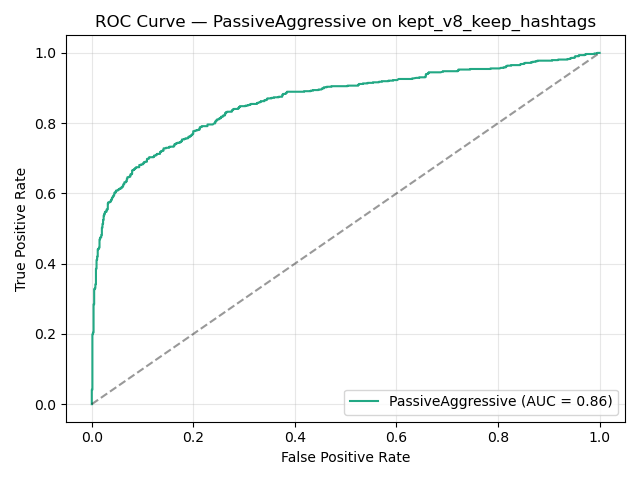 ROC Curve — PassiveAggressive on kept_v8_keep_hashtags
True Positive Rate
1.0
0.8
0.6
0.4
0.2
0.0
PassiveAggressive (AUC = 0.86)
0.0 0.2 0.4 0.6 0.8 1.0
False Positive Rate